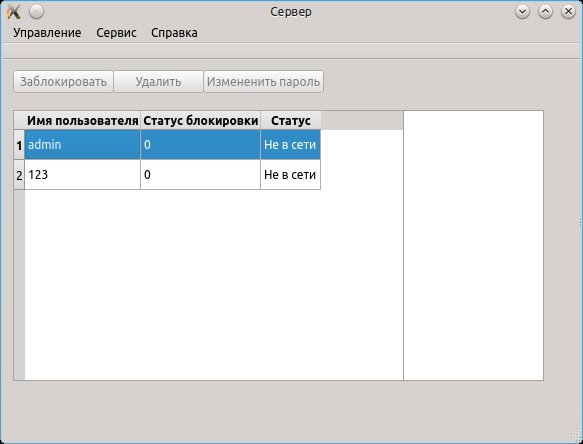 Сервер
Управление Сервис Справка
Заблокировать Удалить Измененить пароль
Имя пользователя Статус блокировки Статус
1 admin 0 Не в сети
2 123 0 Не в сети